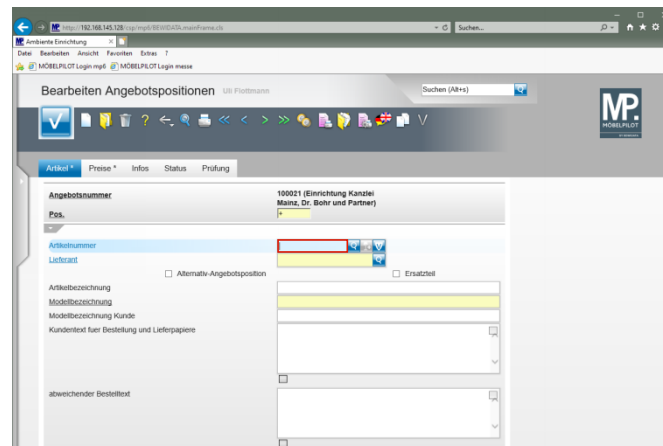 http://192.168.145.128/csp/mp6/BEWIDATA.mainFrame.cls
Suchen...
Ambiente Einrichtung
Datei Bearbeiten Ansicht Favoriten Extras ?
MÖBELPILOT Login mp6 MÖBELPILOT Login messe
Bearbeiten Angebotspositionen Uli Flottmann
Suchen (Alt+s)
MP.
MÖBELPILOT
Artikel * Preise * Infos Status Prüfung
Angebotsnummer 100021 (Einrichtung Kanzlei
Mainz, Dr. Bohr und Partner)
Pos. +
Artikelnummer
Lieferant
Alternativ-Angebotsposition Ersatzteil
Artikelbezeichnung
Modellbezeichnung
Modellbezeichnung Kunde
Kundentext fuer Bestellung und Lieferpapiere
abweichender Bestelltext